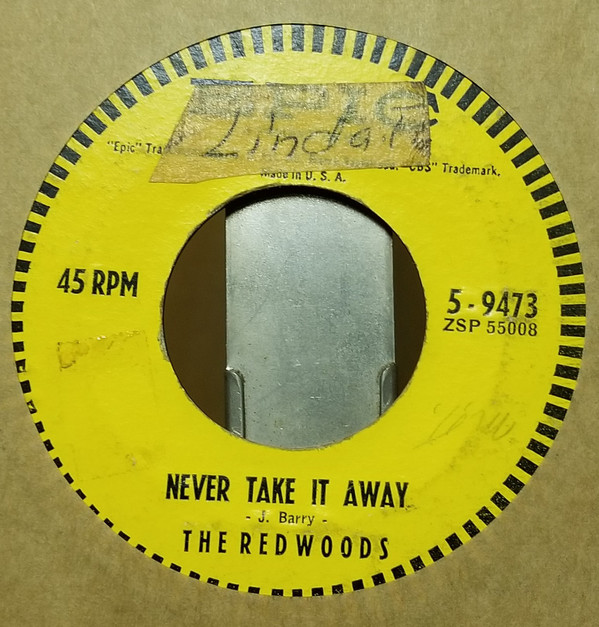 Epic
Linda
"Epic" "CBS" Trademark.
Made in U. S. A.
45 RPM
5 - 9473
ZSP 55008
NEVER TAKE IT AWAY
- J. Barry -
THE REDWOODS